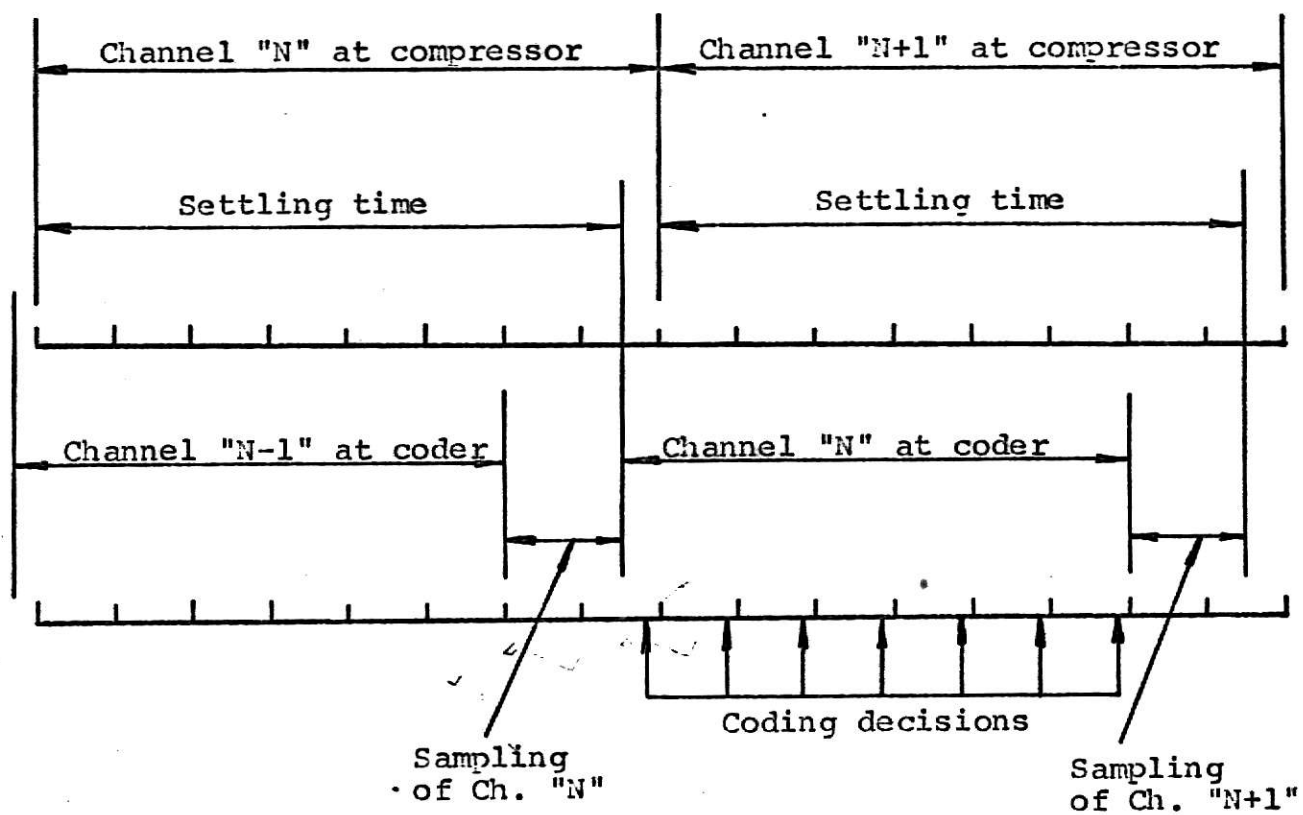 Channel "N" at compressor
Channel "N+1" at compressor
Settling time
Settling time
Channel "N-1" at coder
Channel "N" at coder
Coding decisions
Sampling
of Ch. "N"
Sampling
of Ch. "N+1"